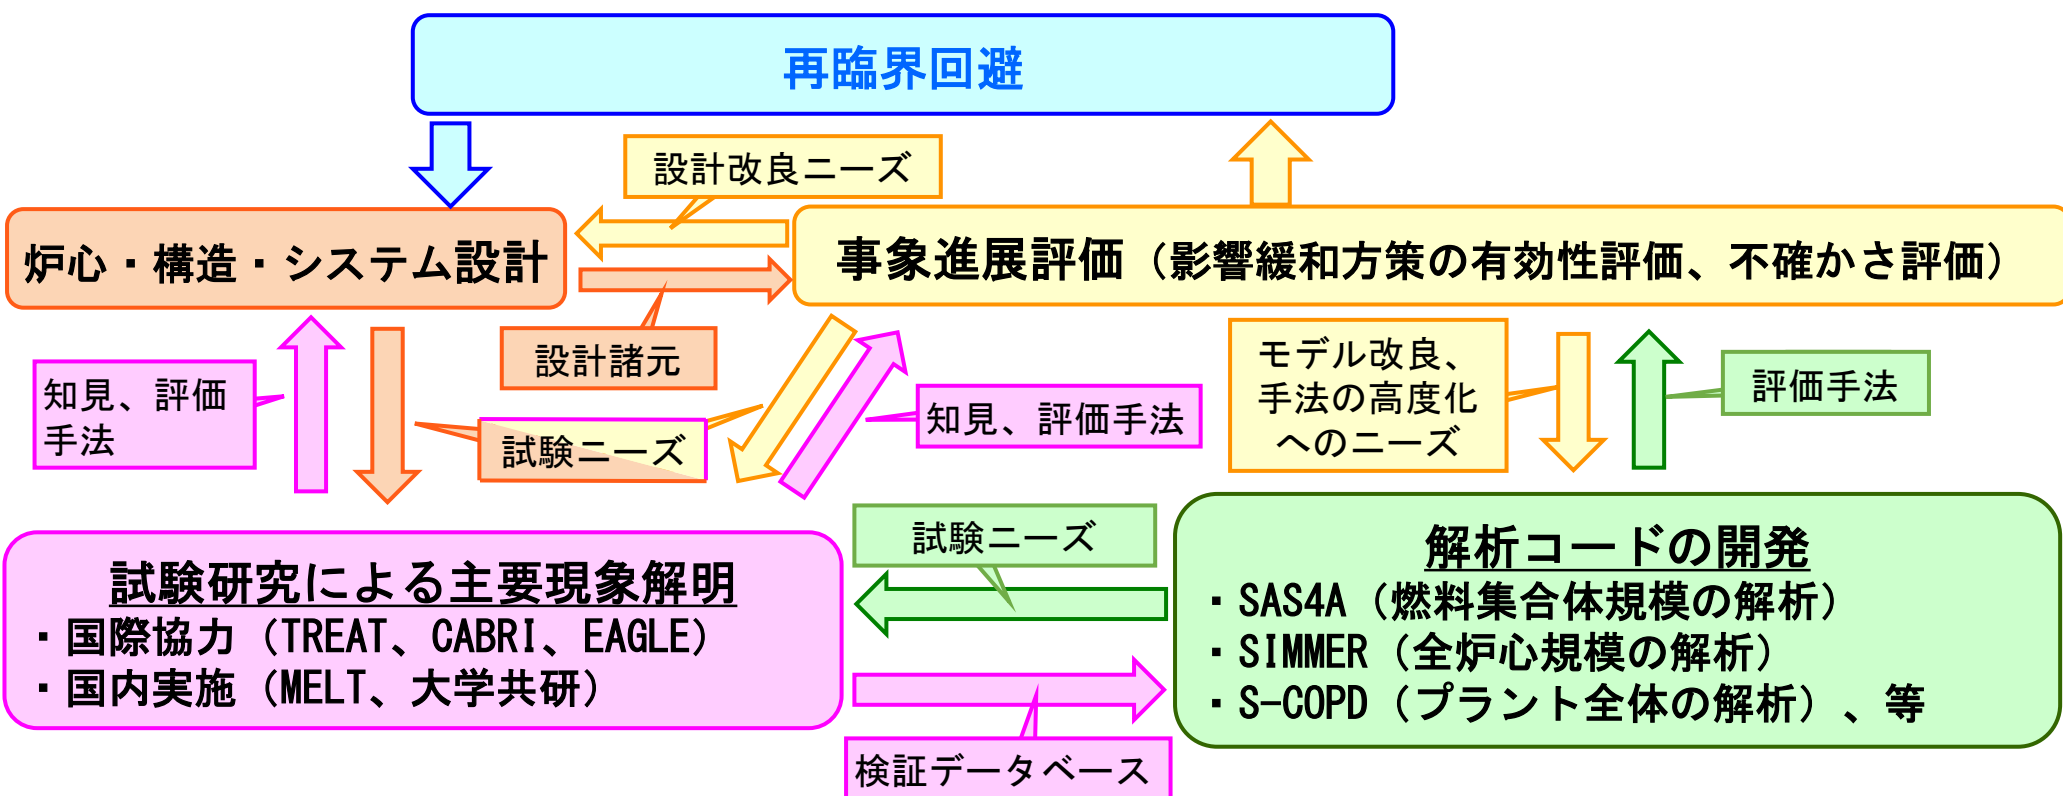 再臨界回避
設計改良ニーズ
炉心・構造・システム設計
事象進展評価（影響緩和方策の有効性評価、不確かさ評価）
設計諸元
モデル改良、
手法の高度化
へのニーズ
評価手法
知見、評価
手法
試験ニーズ
知見、評価手法
試験ニーズ
試験研究による主要現象解明
・国際協力（TREAT、CABRI、EAGLE）
・国内実施（MELT、大学共研）
解析コードの開発
・SAS4A（燃料集合体規模の解析）
・SIMMER（全炉心規模の解析）
・S-COPD（プラント全体の解析）、等
検証データベース